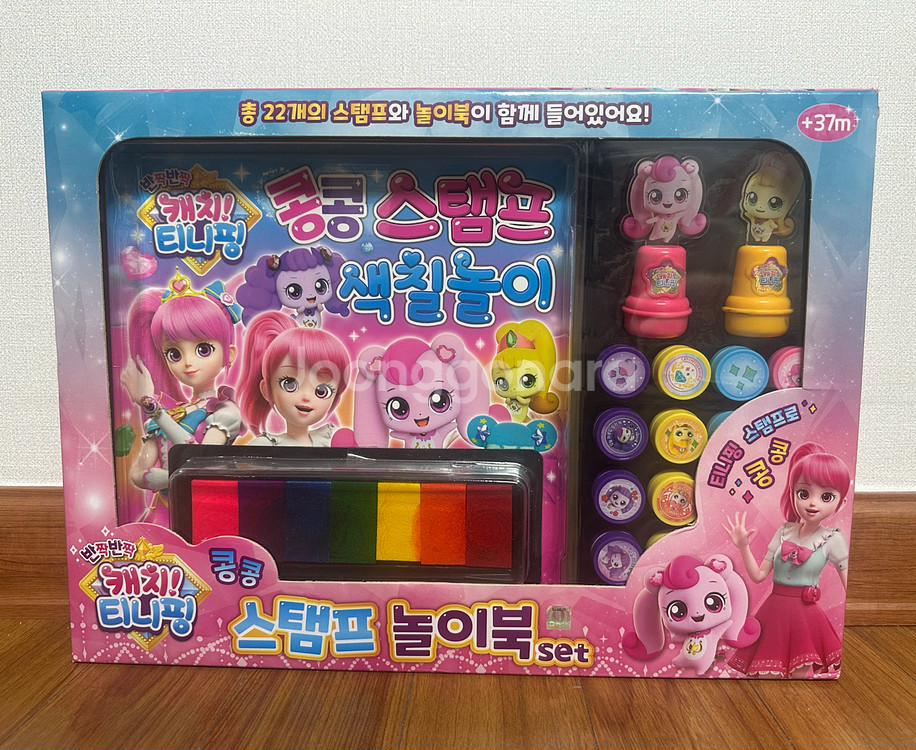 총 22개의 스탬프와 놀이북이 함께 들어있어요!
+37m
반짝반짝
캐치!
티니핑
콩콩 스탬프
색칠놀이
Joonggonara
티니핑 스탬프로
콩콩
반짝반짝
캐치!
티니핑
콩콩
스탬프 놀이북 set